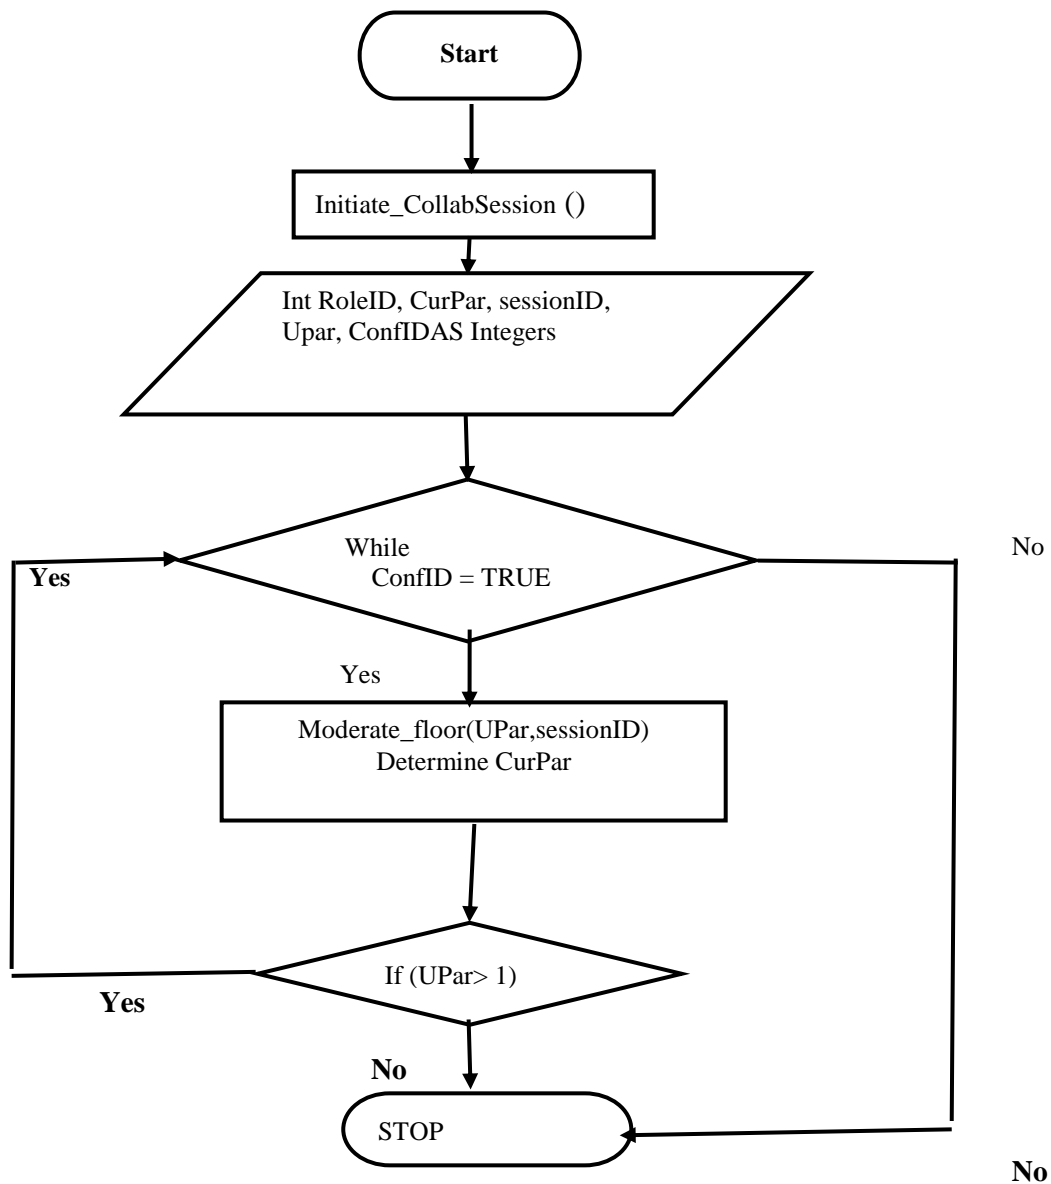 Start
Initiate_CollabSession ()
Int RoleID, CurPar, sessionID,
Upar, ConfIDAS Integers
While
ConfID = TRUE
No
Yes
Yes
Moderate_floor(UPar,sessionID)
Determine CurPar
If (UPar> 1)
Yes
No
STOP
No